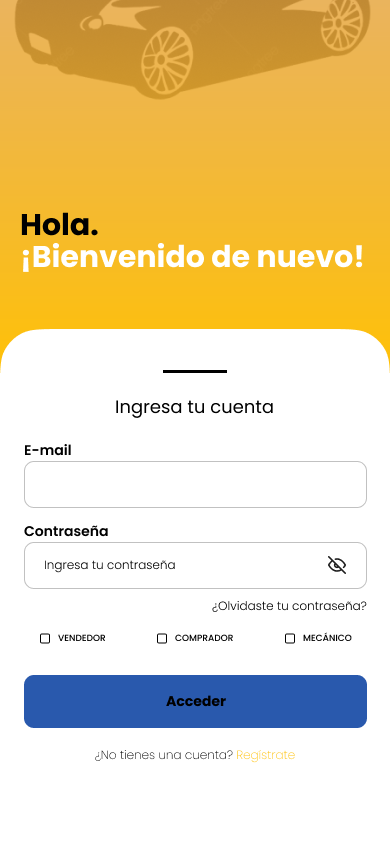 Hola.
¡Bienvenido de nuevo!
Ingresa tu cuenta
E-mail
Contraseña
Ingresa tu contraseña
¿Olvidaste tu contraseña?
VENDEDOR COMPRADOR MECÁNICO
Acceder
¿No tienes una cuenta? Registrate